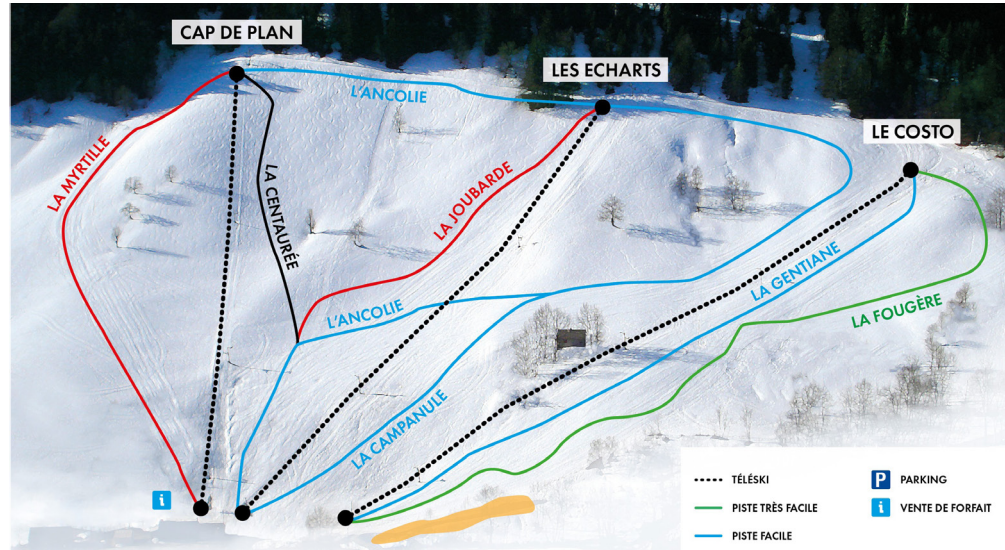 CAP DE PLAN
LES ECHARTS
L'ANCOLIE
LE COSTO
LA MYRTILLE
LA CENTAURÉE
LA JOUBARDE
LA GENTIANE
L'ANCOLIE
LA FOUGÈRE
LA CAMPANULE
i
TÉLÉSKI
P PARKING
PISTE TRÈS FACILE
i VENTE DE FORFAIT
PISTE FACILE